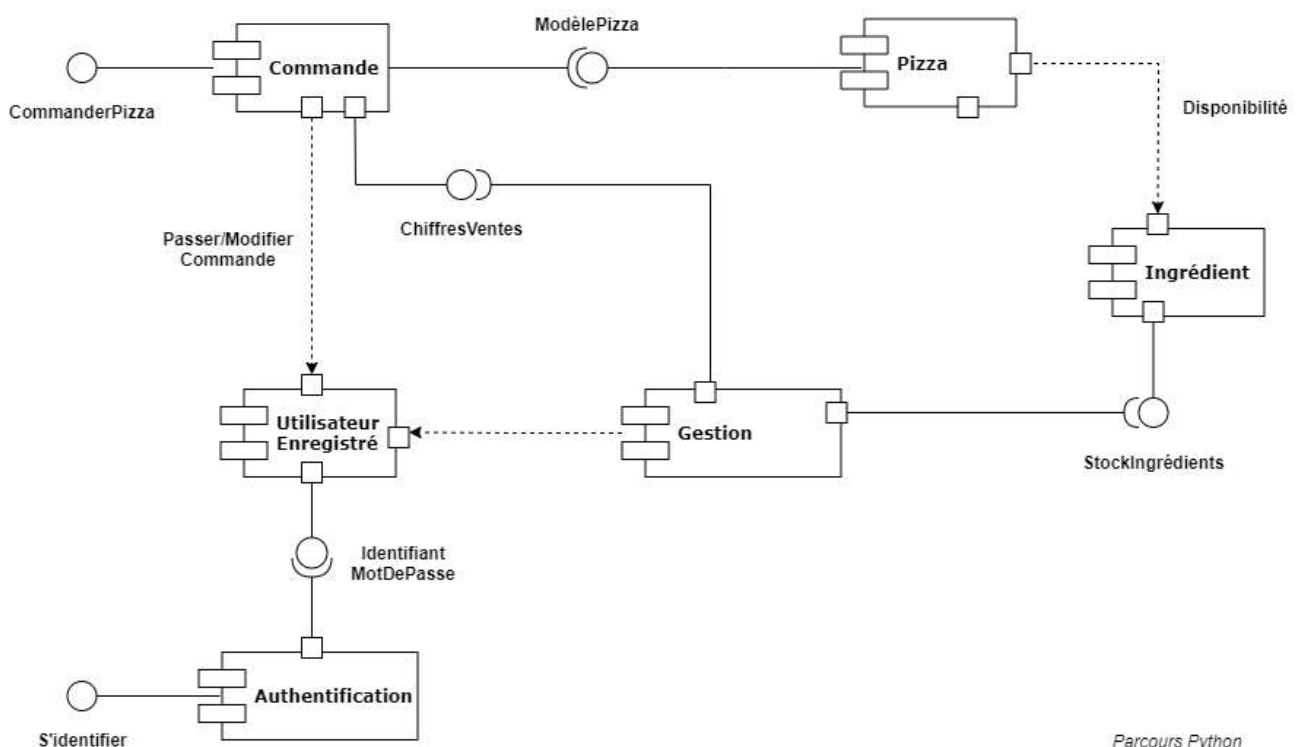 ModèlePizza
Commande
Pizza
CommanderPizza
Disponibilité
ChiffresVentes
Passer/Modifier
Commande
Ingrédient
Utilisateur
Enregistré
Gestion
StockIngrédients
Identifiant
MotDePasse
Authentification
S'identifier
Parcours Python